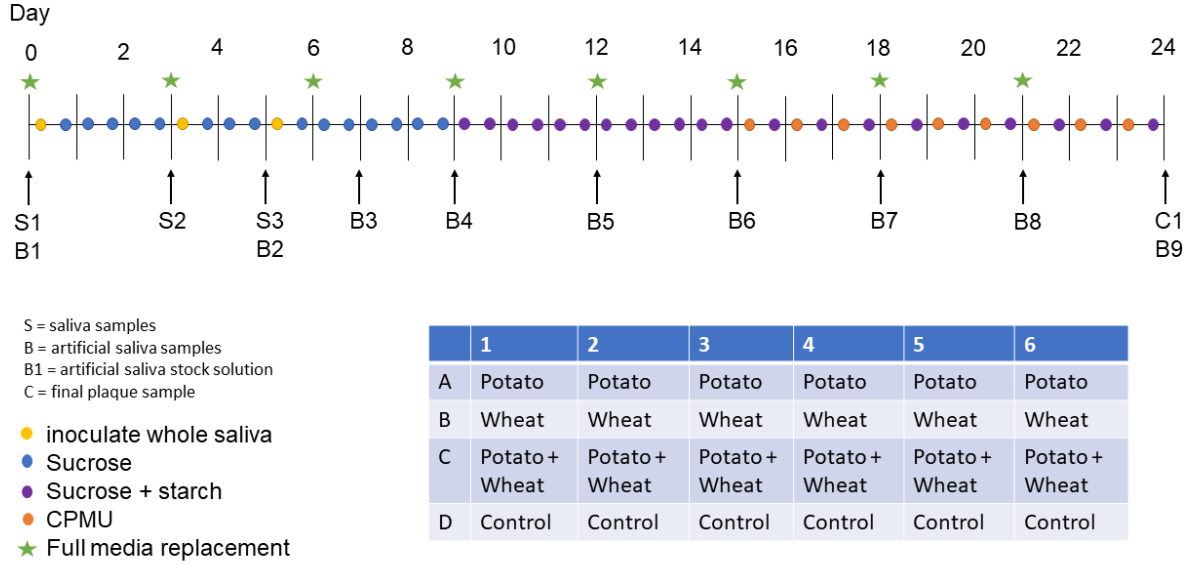 Day
0 2 4 6 8 10 12 14 16 18 20 22 24
S1 S2 S3 B3 B4 B5 B6 B7 B8 C1
B1 B2 B9
S = saliva samples
B = artificial saliva samples
B1 = artificial saliva stock solution
C = final plaque sample
inoculate whole saliva
Sucrose
Sucrose + starch
CPMU
Full media replacement
1 2 3 4 5 6
A Potato Potato Potato Potato Potato Potato
B Wheat Wheat Wheat Wheat Wheat Wheat
C Potato + Potato + Potato + Potato + Potato + Potato +
Wheat Wheat Wheat Wheat Wheat Wheat
D Control Control Control Control Control Control